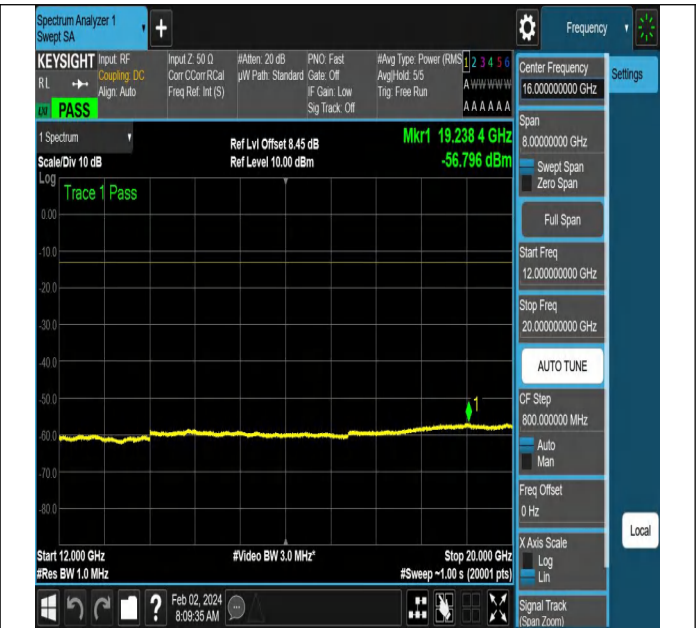 Spectrum Analyzer 1
Swept SA
Frequency
KEYSIGHT
RL
PASS
Input: RF
Coupling: DC
Align: Auto
Input Z: 50 Ω
Corr CCorr RCal
Freq Ref: Int (S)
#Atten: 20 dB
µW Path: Standard
PNO: Fast
Gate: Off
IF Gain: Low
Sig Track: Off
#Avg Type: Power (RMS
Avg|Hold: 5/5
Trig: Free Run
1 2 3 4 5 6
A W W W W W
A A A A A A
1 Spectrum
Scale/Div 10 dB
Ref Lvl Offset 8.45 dB
Ref Level 10.00 dBm
Mkr1 19.238 4 GHz
-56.796 dBm
Log
Trace 1 Pass
0.00
-10.0
-20.0
-30.0
-40.0
-50.0
-60.0
-70.0
-80.0
1
Start 12.000 GHz
#Res BW 1.0 MHz
#Video BW 3.0 MHz*
Stop 20.000 GHz
#Sweep ~1.00 s (20001 pts)
Feb 02, 2024
8:09:35 AM
Center Frequency
16.000000000 GHz
Settings
Span
8.00000000 GHz
Swept Span
Zero Span
Full Span
Start Freq
12.000000000 GHz
Stop Freq
20.000000000 GHz
AUTO TUNE
CF Step
800.000000 MHz
Auto
Man
Freq Offset
0 Hz
X Axis Scale
Log
Lin
Local
Signal Track
(Span Zoom)